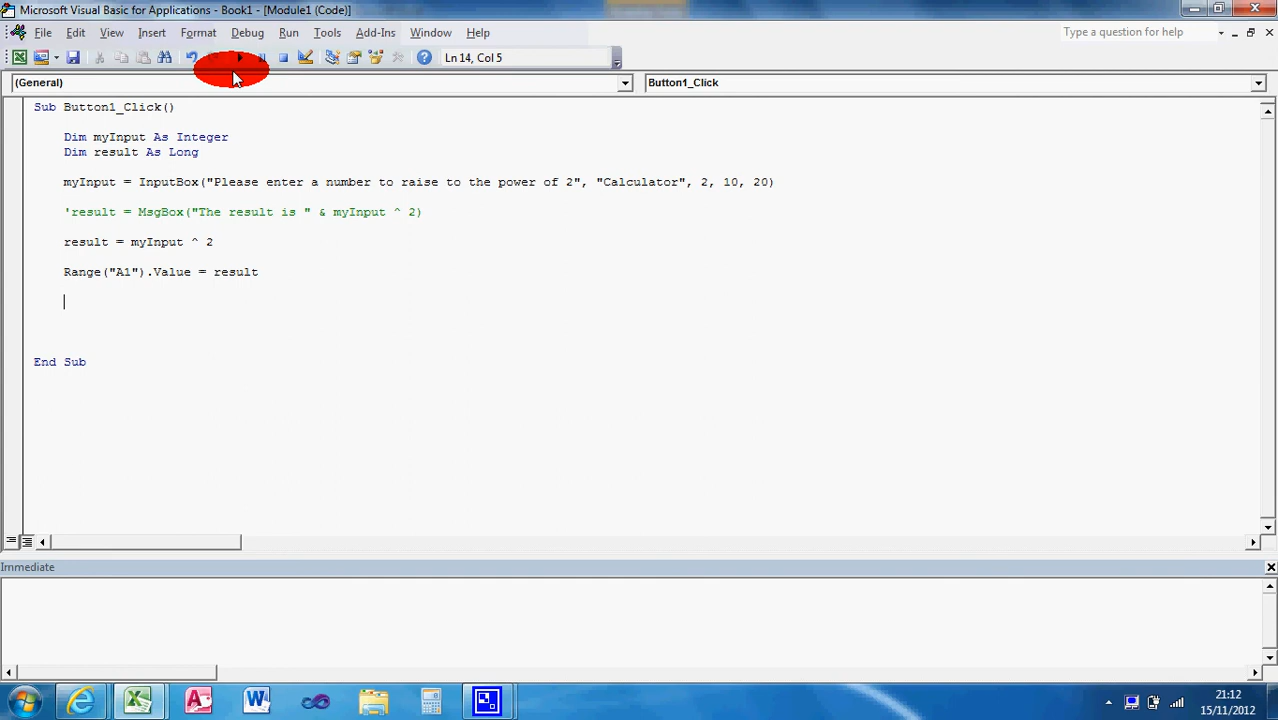 Microsoft Visual Basic for Applications - Book1 - [Module1 (Code)]
File Edit View Insert Format Debug Run Tools Add-Ins Window Help
Type a question for help
Ln 14, Col 5
(General)
Button1_Click
Sub Button1_Click()
Dim myInput As Integer
Dim result As Long
myInput = InputBox("Please enter a number to raise to the power of 2", "Calculator", 2, 10, 20)
'result = MsgBox("The result is " & myInput ^ 2)
result = myInput ^ 2
Range("A1").Value = result
End Sub
Immediate
21:12
15/11/2012